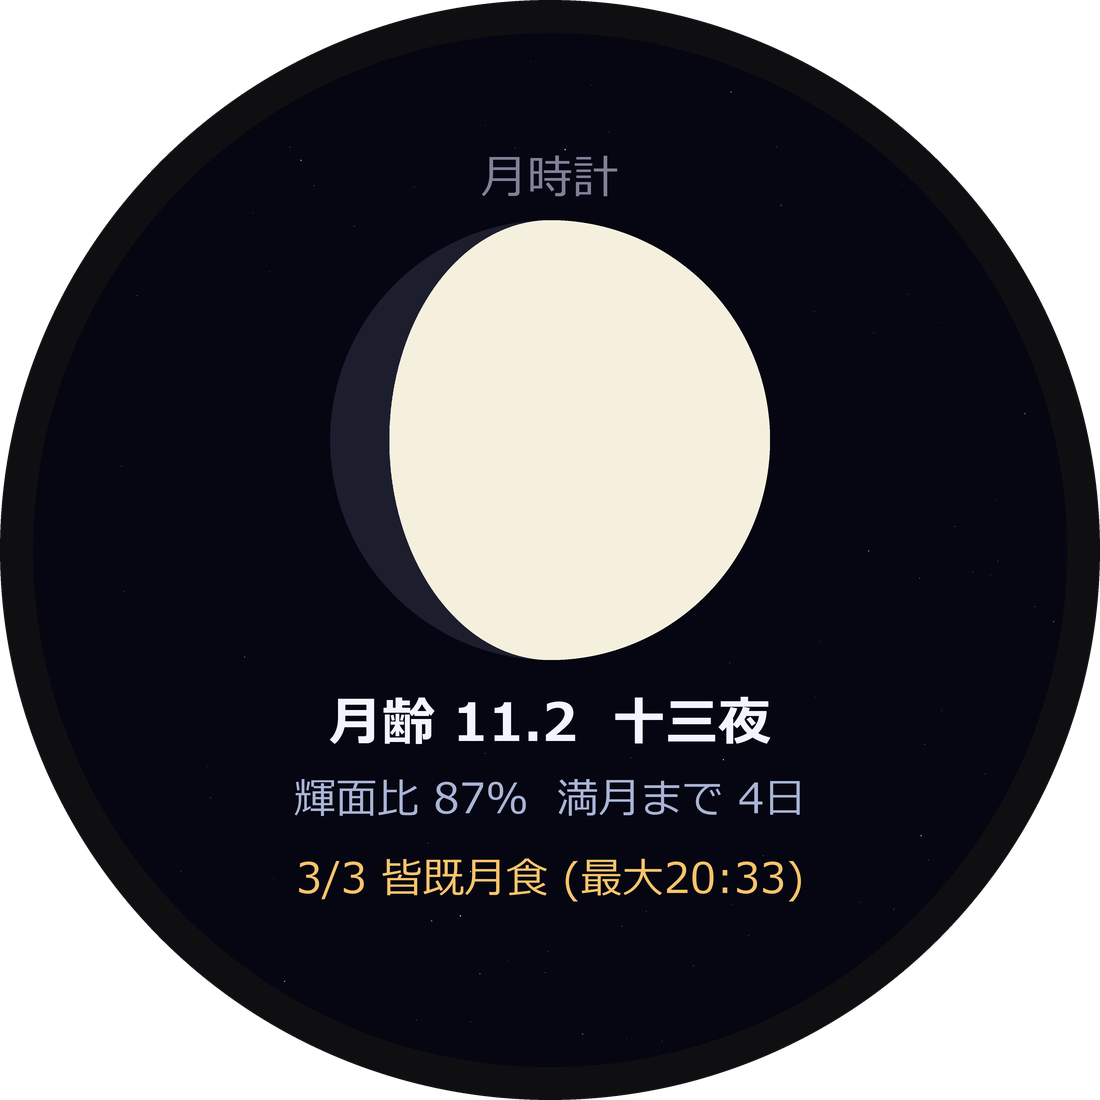 月時計
月齢 11.2 十三夜
輝面比 87% 満月まで 4日
3/3 皆既月食 (最大20:33)